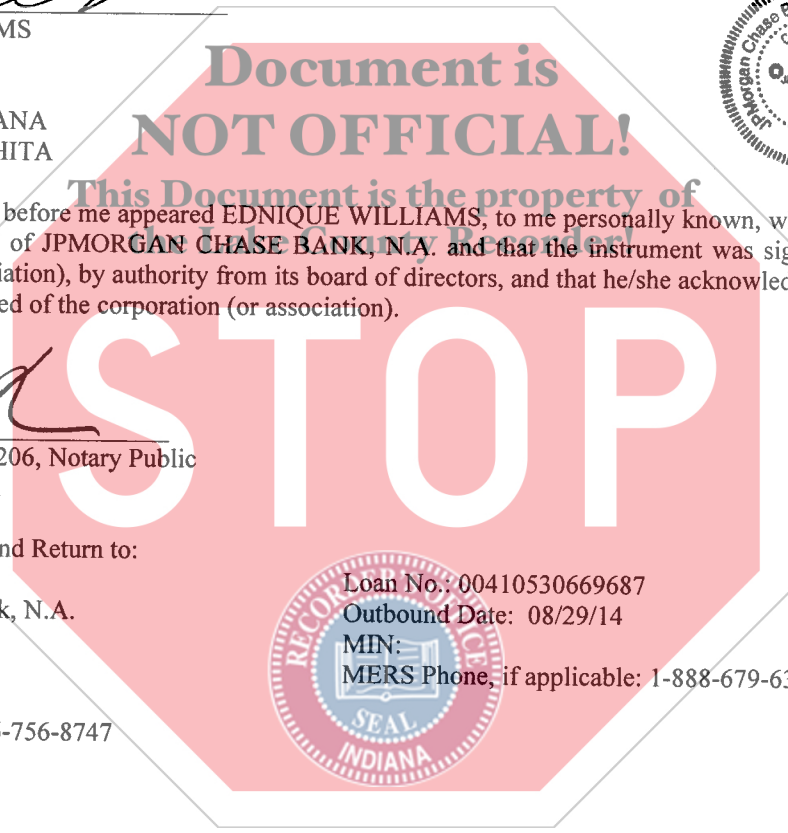 MS
Document is
NOT OFFICIAL!
ANA
HITA
This Document is the property of
the Lake County Recorder!
before me appeared EDNIQUE WILLIAMS, to me personally known, w
of JPMORGAN CHASE BANK, N.A. and that the instrument was sig
iation), by authority from its board of directors, and that he/she acknowled
ed of the corporation (or association).
STOP
206, Notary Public
nd Return to:
k, N.A.
-756-8747
Loan No.: 00410530669687
Outbound Date: 08/29/14
MIN:
MERS Phone, if applicable: 1-888-679-63
RECORDER'S OFFICE
SEAL
INDIANA
JPMorgan Chase